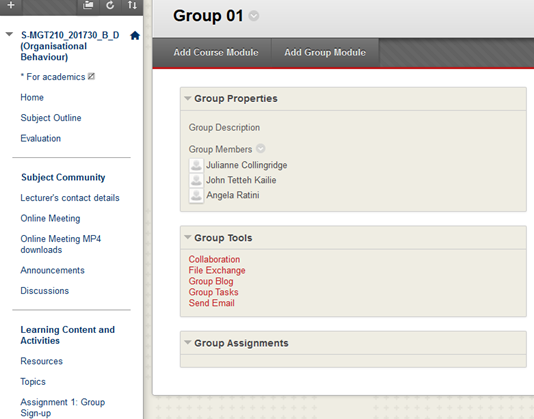 S-MGT210_201730_B_D
(Organisational
Behaviour)
* For academics
Home
Subject Outline
Evaluation
Subject Community
Lecturer's contact details
Online Meeting
Online Meeting MP4
downloads
Announcements
Discussions
Learning Content and
Activities
Resources
Topics
Assignment 1: Group
Sign-up
Group 01
Add Course Module
Add Group Module
Group Properties
Group Description
Group Members
Julianne Collingridge
John Tetteh Kailie
Angela Ratini
Group Tools
Collaboration
File Exchange
Group Blog
Group Tasks
Send Email
Group Assignments